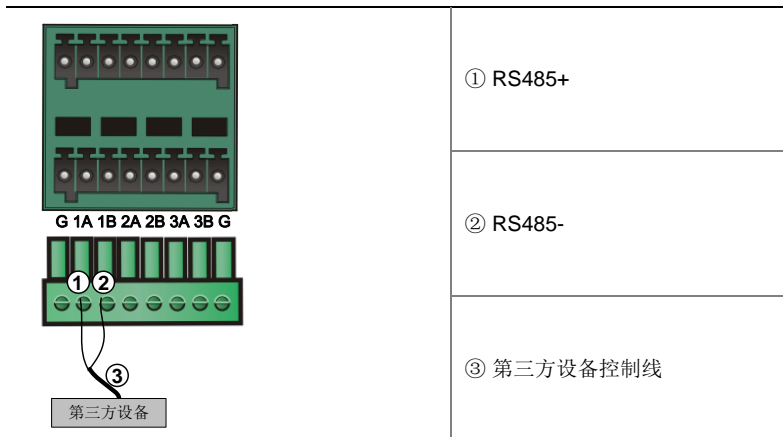 G 1A 1B 2A 2B 3A 3B G
① ②
③
第三方设备
① RS485+
② RS485-
③ 第三方设备控制线